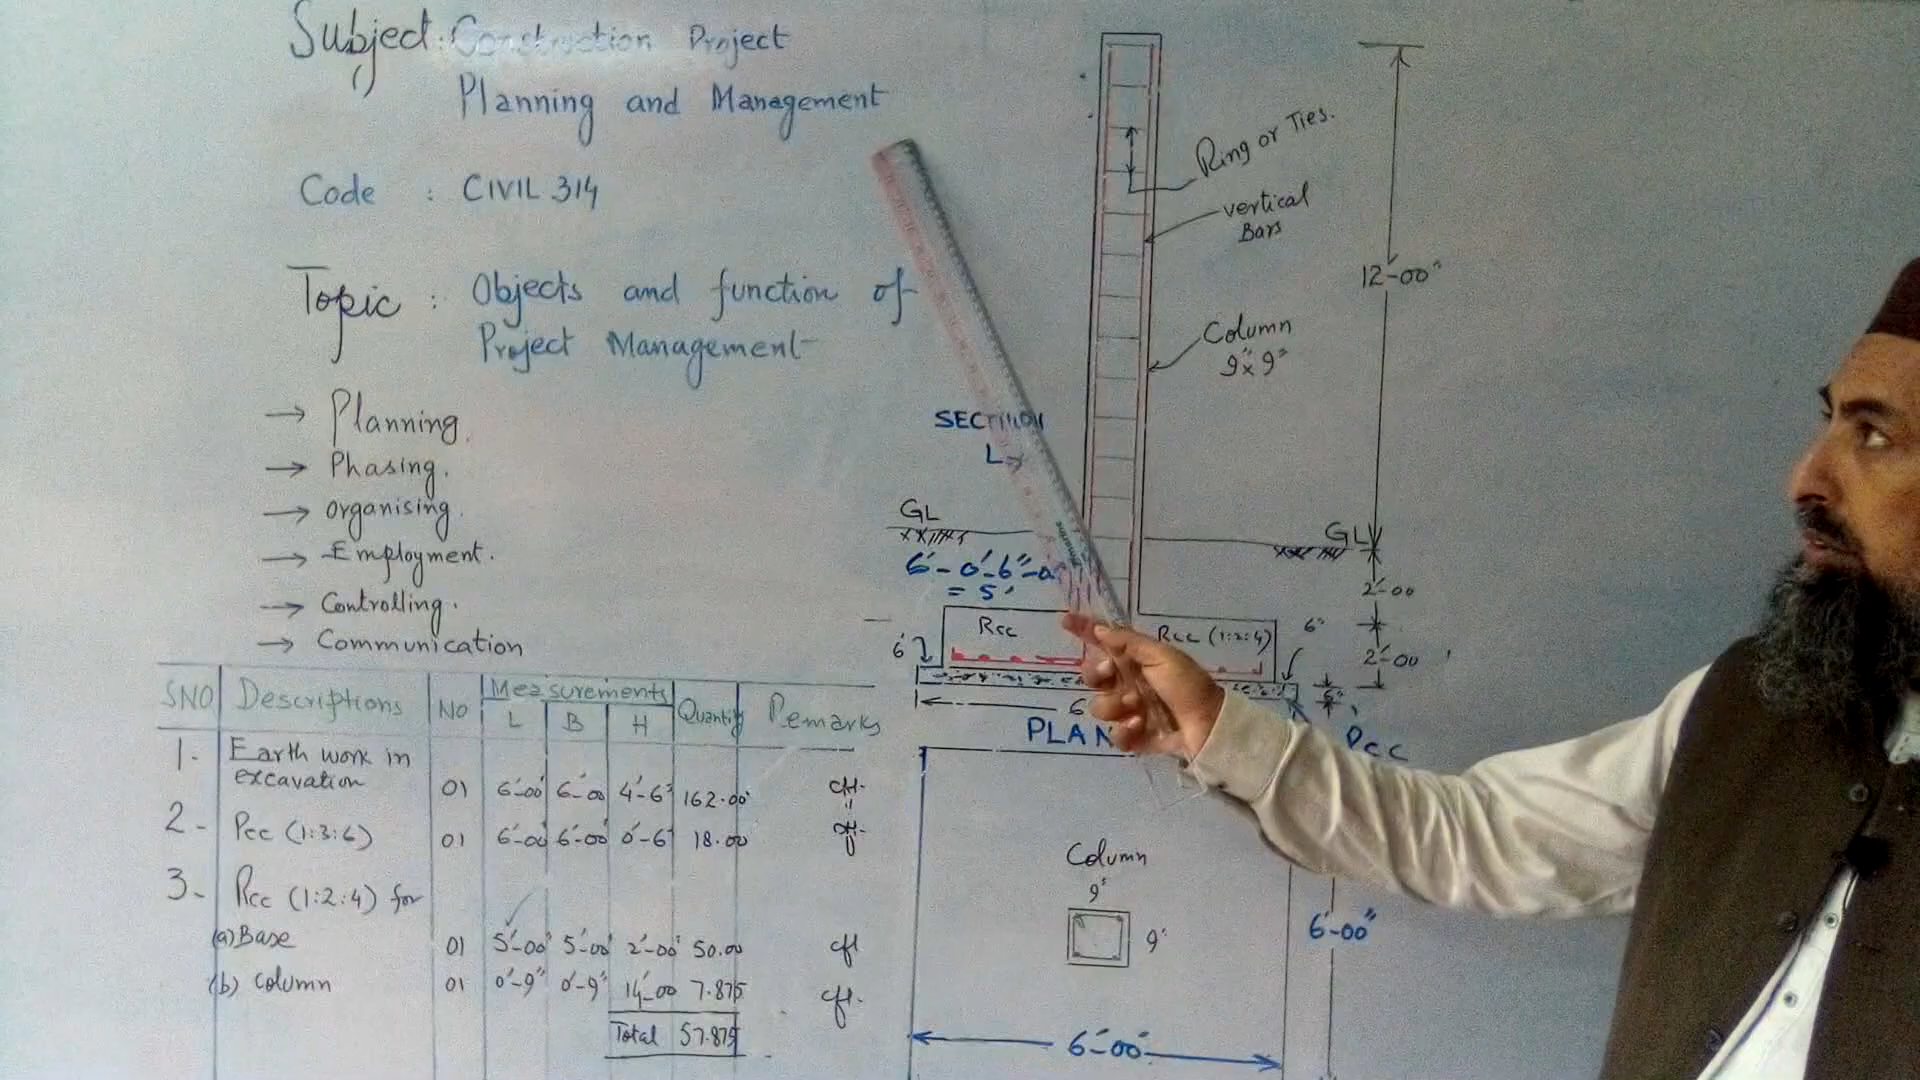 Subject: Construction Project
Planning and Management
Code : CIVIL 314
Topic : Objects and function of
Project Management
→ Planning.
→ Phasing.
→ organising.
→ Employment.
→ Controlling.
→ Communication
SNO Descriptions NO Measurements Quantity Remarks
L B H
1- Earth work in
excavation 01 6'-00" 6'-00 4'-6" 162.00 cft.
2- Pcc (1:3:6) 01 6'-00 6'-00 0'-6" 18.00 cft.
3- Rcc (1:2:4) for
(a) Base 01 5'-00" 5'-00" 2'-00" 50.00 cft
(b) column 01 0'-9" 0'-9" 14'-00 7.875 cft.
Total 57.875
Ring or Ties.
vertical
Bars
12'-00"
Column
9"x9"
SECTION
GL
GL
6'-0'-6"
= 5'
2'-00
Rcc
Rcc (1:2:4)
6"
6"
2'-00
6"
6
PLAN
Pcc
Column
9"
9"
6'-00"
6'-00"